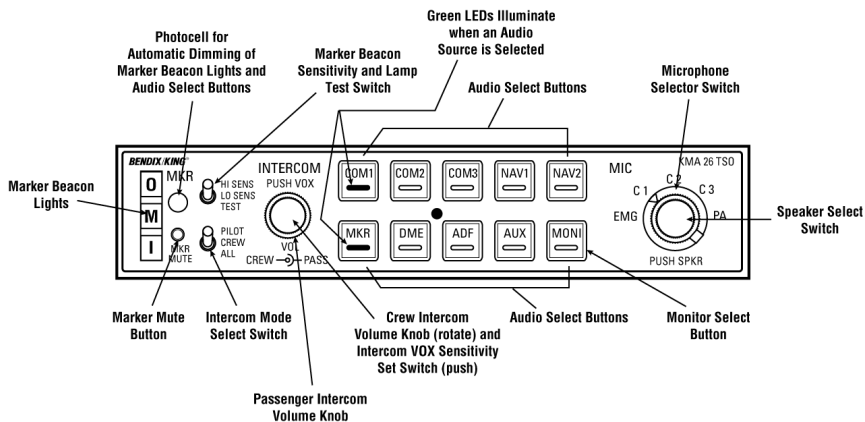 Green LEDs Illuminate
when an Audio
Source is Selected
Photocell for
Automatic Dimming of
Marker Beacon Lights and
Audio Select Buttons
Marker Beacon
Sensitivity and Lamp
Test Switch
Audio Select Buttons
Microphone
Selector Switch
Marker Beacon
Lights
BENDIX/KING®
O
M
I
MKR
HI SENS
LO SENS
TEST
MKR
MUTE
PILOT
CREW
ALL
INTERCOM
PUSH VOX
VOL
CREW
PASS
COM1
COM2
COM3
NAV1
NAV2
MKR
DME
ADF
AUX
MONI
MIC
KMA 26 TSO
EMG
C 1
C 2
C 3
PA
PUSH SPKR
Speaker Select
Switch
Marker Mute
Button
Intercom Mode
Select Switch
Crew Intercom
Volume Knob (rotate) and
Intercom VOX Sensitivity
Set Switch (push)
Audio Select Buttons
Monitor Select
Button
Passenger Intercom
Volume Knob